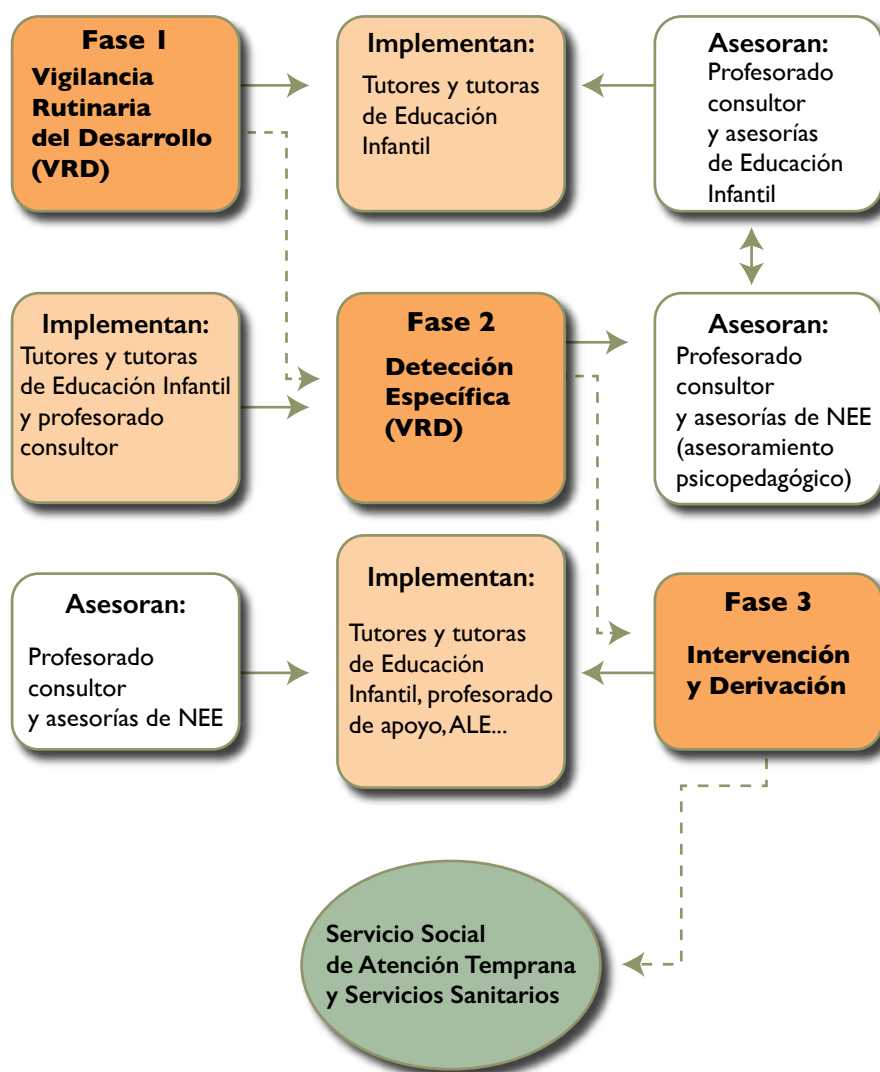 Fase 1
Vigilancia
Rutinaria
del Desarrollo
(VRD)
Implementan:
Tutores y tutoras
de Educación
Infantil
Asesoran:
Profesorado
consultor
y asesorías
de Educación
Infantil
Implementan:
Tutores y tutoras
de Educación Infantil
y profesorado
consultor
Fase 2
Detección
Específica
(VRD)
Asesoran:
Profesorado
consultor
y asesorías de NEE
(asesoramiento
psicopedagógico)
Asesoran:
Profesorado
consultor
y asesorías de NEE
Implementan:
Tutores y tutoras
de Educación
Infantil, profesorado
de apoyo, ALE...
Fase 3
Intervención
y Derivación
Servicio Social
de Atención Temprana
y Servicios Sanitarios